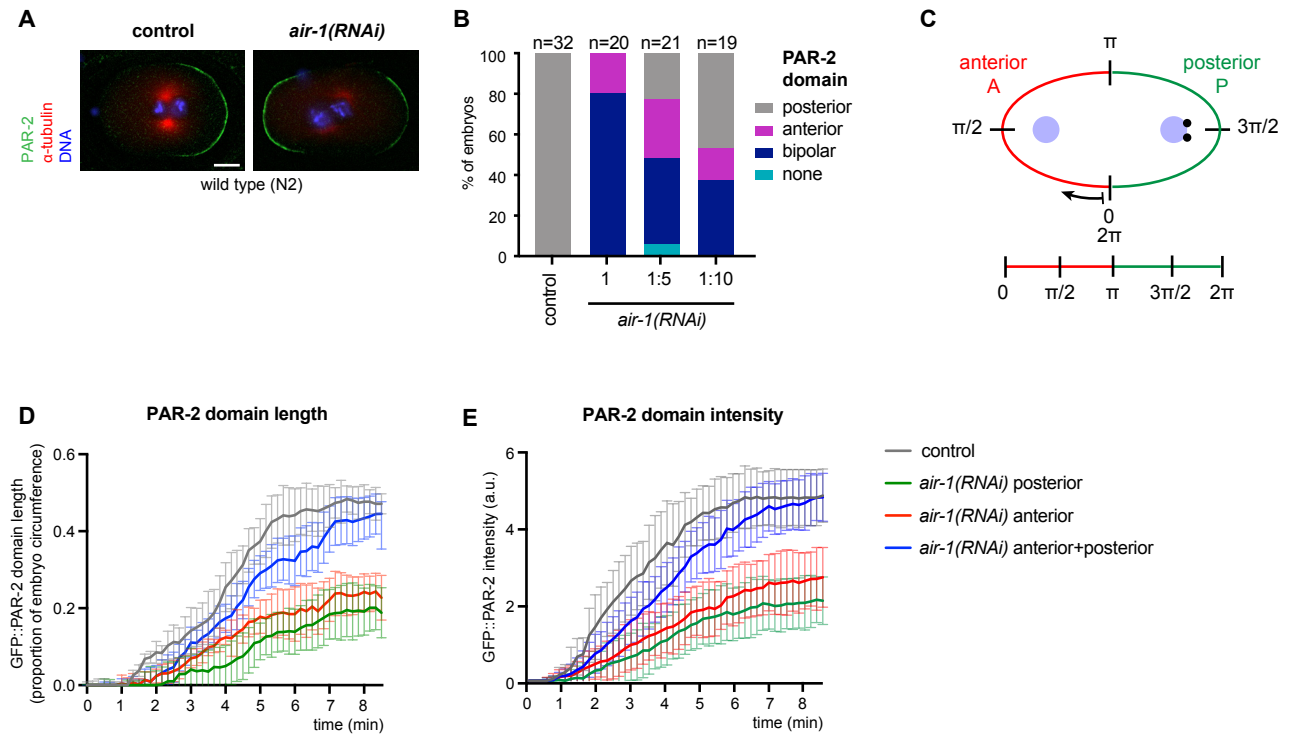 A
control
air-1(RNAi)
PAR-2
α-tubulin
DNA
wild type (N2)
B
n=32 n=20 n=21 n=19
% of embryos
100
80
60
40
20
0
control
1
1:5
1:10
air-1(RNAi)
PAR-2
domain
posterior
anterior
bipolar
none
C
π
anterior
A
posterior
P
π/2
3π/2
0
2π
0 π/2 π 3π/2 2π
D
PAR-2 domain length
GFP::PAR-2 domain length
(proportion of embryo circumference)
0.6
0.4
0.2
0.0
0 1 2 3 4 5 6 7 8
time (min)
E
PAR-2 domain intensity
GFP::PAR-2 intensity (a.u.)
6
4
2
0
0 1 2 3 4 5 6 7 8
time (min)
control
air-1(RNAi) posterior
air-1(RNAi) anterior
air-1(RNAi) anterior+posterior